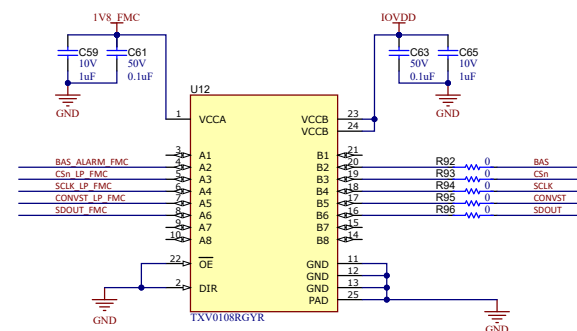 1V8_FMC
IOVDD
C59
10V
1uF
C61
50V
0.1uF
C63
50V
0.1uF
C65
10V
1uF
GND
GND
U12
1 VCCA
VCCB 23
VCCB 24
3 A1
B1 21
BAS_ALARM_FMC 4 A2
B2 20 R92 0 BAS
CSn_LP_FMC 5 A3
B3 19 R93 0 CSn
SCLK_LP_FMC 6 A4
B4 18 R94 0 SCLK
CONVST_LP_FMC 7 A5
B5 17 R95 0 CONVST
SDOUT_FMC 8 A6
B6 16 R96 0 SDOUT
9 A7
B7 15
10 A8
B8 14
22 OE
GND 11
GND 12
2 DIR
GND 13
PAD 25
GND
TXV0108RGYR
GND